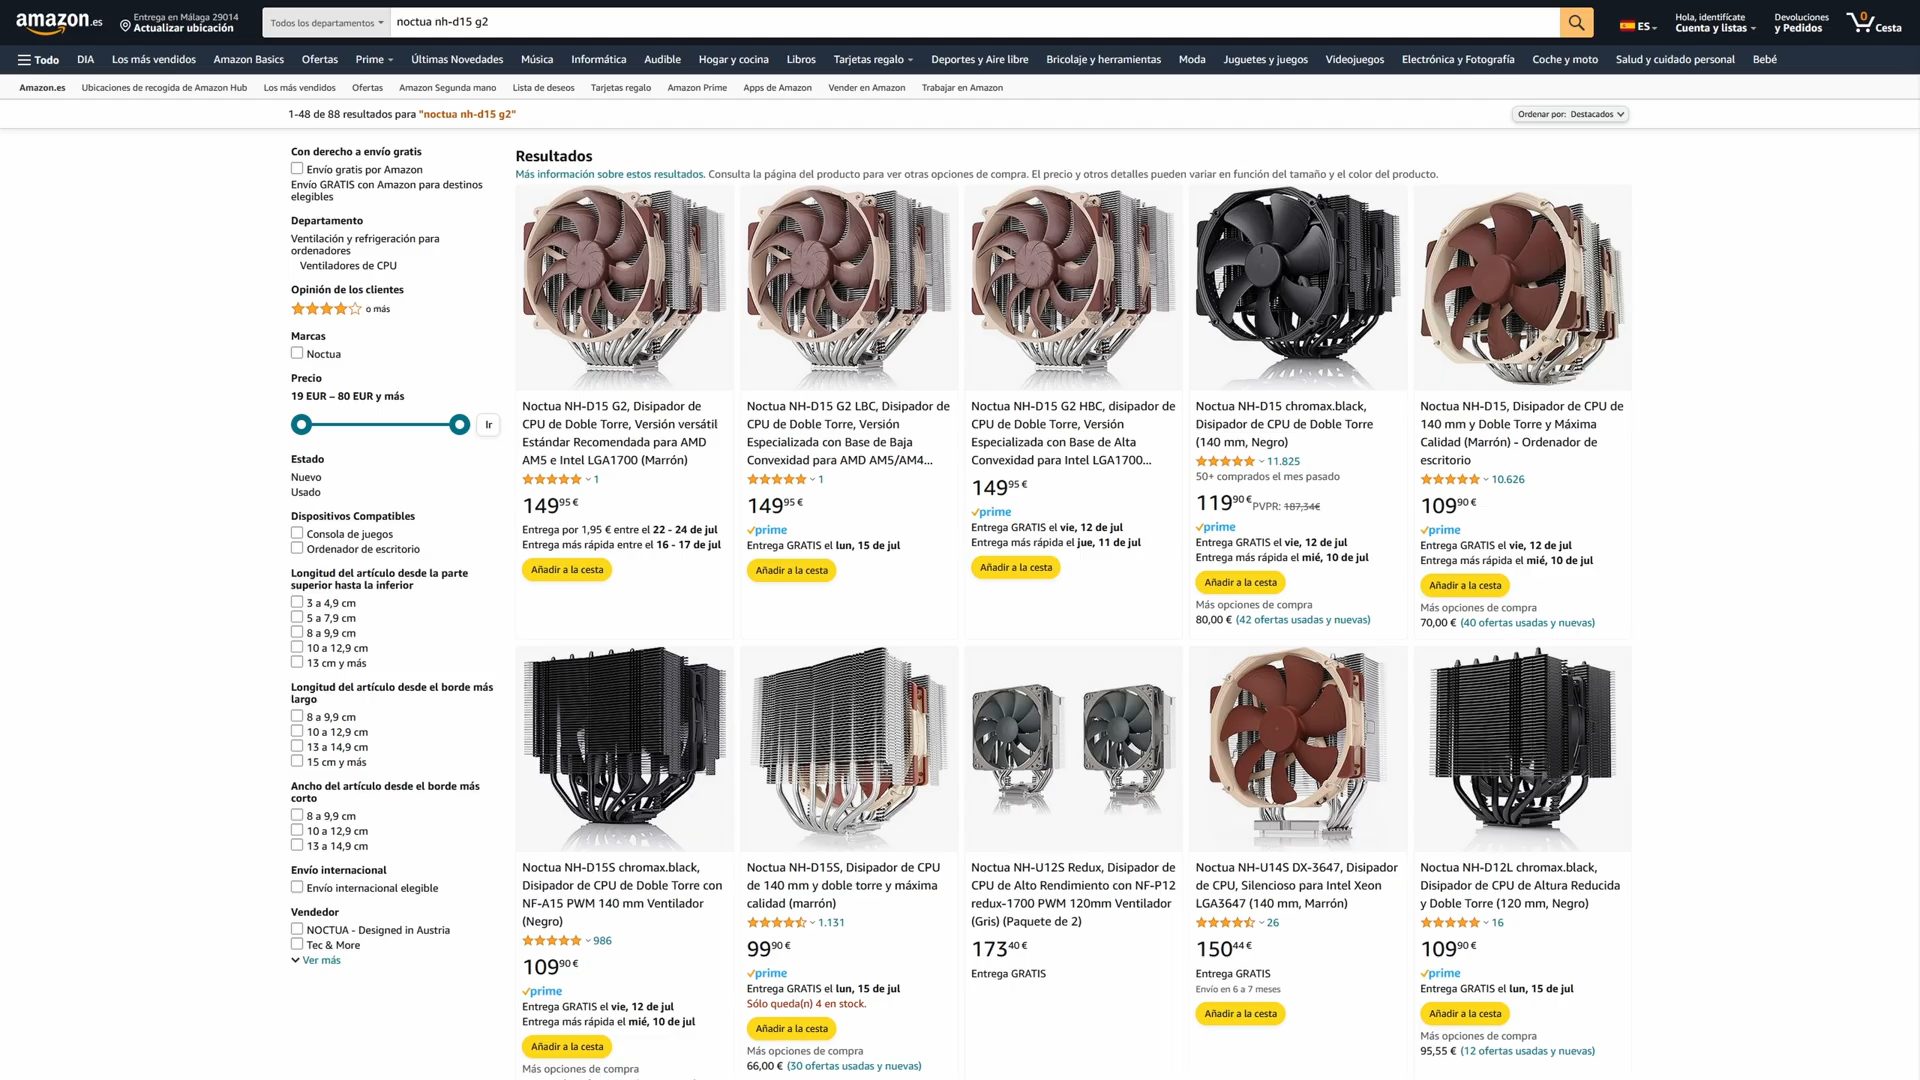 amazon.es
Entrega en Málaga 29014
Actualizar ubicación
Todos los departamentos
noctua nh-d15 g2
ES
Hola, identifícate
Cuenta y listas
Devoluciones
y Pedidos
0
Cesta
Todo
DIA
Los más vendidos
Amazon Basics
Ofertas
Prime
Últimas Novedades
Música
Informática
Audible
Hogar y cocina
Libros
Tarjetas regalo
Deportes y Aire libre
Bricolaje y herramientas
Moda
Juguetes y juegos
Videojuegos
Electrónica y Fotografía
Coche y moto
Salud y cuidado personal
Bebé
Amazon.es
Ubicaciones de recogida de Amazon Hub
Los más vendidos
Ofertas
Amazon Segunda mano
Lista de deseos
Tarjetas regalo
Amazon Prime
Apps de Amazon
Vender en Amazon
Trabajar en Amazon
1-48 de 88 resultados para "noctua nh-d15 g2"
Ordenar por: Destacados
Con derecho a envío gratis
Envío gratis por Amazon
Envío GRATIS con Amazon para destinos
elegibles
Departamento
Ventilación y refrigeración para
ordenadores
Ventiladores de CPU
Opinión de los clientes
o más
Marcas
Noctua
Precio
19 EUR – 80 EUR y más
Ir
Estado
Nuevo
Usado
Dispositivos Compatibles
Consola de juegos
Ordenador de escritorio
Longitud del artículo desde la parte
superior hasta la inferior
3 a 4,9 cm
5 a 7,9 cm
8 a 9,9 cm
10 a 12,9 cm
13 cm y más
Longitud del artículo desde el borde más
largo
8 a 9,9 cm
10 a 12,9 cm
13 a 14,9 cm
15 cm y más
Ancho del artículo desde el borde más
corto
8 a 9,9 cm
10 a 12,9 cm
13 a 14,9 cm
Envío internacional
Envío internacional elegible
Vendedor
NOCTUA - Designed in Austria
Tec & More
Ver más
Resultados
Más información sobre estos resultados. Consulta la página del producto para ver otras opciones de compra. El precio y otros detalles pueden variar en función del tamaño y el color del producto.
Noctua NH-D15 G2, Disipador de
CPU de Doble Torre, Versión versátil
Estándar Recomendada para AMD
AM5 e Intel LGA1700 (Marrón)
1
149,95 €
Entrega por 1,95 € entre el 22 - 24 de jul
Entrega más rápida entre el 16 - 17 de jul
Añadir a la cesta
Noctua NH-D15 G2 LBC, Disipador de
CPU de Doble Torre, Versión
Especializada con Base de Baja
Convexidad para AMD AM5/AM4...
1
149,95 €
prime
Entrega GRATIS el lun, 15 de jul
Añadir a la cesta
Noctua NH-D15 G2 HBC, disipador de
CPU de Doble Torre, Versión
Especializada con Base de Alta
Convexidad para Intel LGA1700...
149,95 €
prime
Entrega GRATIS el vie, 12 de jul
Entrega más rápida el jue, 11 de jul
Añadir a la cesta
Noctua NH-D15 chromax.black,
Disipador de CPU de Doble Torre
(140 mm, Negro)
11.825
50+ comprados el mes pasado
119,90 € PVPR: 187,34€
prime
Entrega GRATIS el vie, 12 de jul
Entrega más rápida el mié, 10 de jul
Añadir a la cesta
Más opciones de compra
80,00 € (42 ofertas usadas y nuevas)
Noctua NH-D15, Disipador de CPU de
140 mm y Doble Torre y Máxima
Calidad (Marrón) - Ordenador de
escritorio
10.626
109,90 €
prime
Entrega GRATIS el vie, 12 de jul
Entrega más rápida el mié, 10 de jul
Añadir a la cesta
Más opciones de compra
70,00 € (40 ofertas usadas y nuevas)
Noctua NH-D15S chromax.black,
Disipador de CPU de Doble Torre con
NF-A15 PWM 140 mm Ventilador
(Negro)
986
109,90 €
prime
Entrega GRATIS el vie, 12 de jul
Entrega más rápida el mié, 10 de jul
Añadir a la cesta
Más opciones de compra
Noctua NH-D15S, Disipador de CPU
de 140 mm y doble torre y máxima
calidad (marrón)
1.131
99,90 €
prime
Entrega GRATIS el lun, 15 de jul
Sólo queda(n) 4 en stock.
Añadir a la cesta
Más opciones de compra
66,00 € (30 ofertas usadas y nuevas)
Noctua NH-U12S Redux, Disipador de
CPU de Alto Rendimiento con NF-P12
redux-1700 PWM 120mm Ventilador
(Gris) (Paquete de 2)
173,40 €
Entrega GRATIS
Noctua NH-U14S DX-3647, Disipador
de CPU, Silencioso para Intel Xeon
LGA3647 (140 mm, Marrón)
26
150,44 €
Entrega GRATIS
Envío en 6 a 7 meses
Añadir a la cesta
Noctua NH-D12L chromax.black,
Disipador de CPU de Altura Reducida
y Doble Torre (120 mm, Negro)
16
109,90 €
prime
Entrega GRATIS el lun, 15 de jul
Añadir a la cesta
Más opciones de compra
95,55 € (12 ofertas usadas y nuevas)